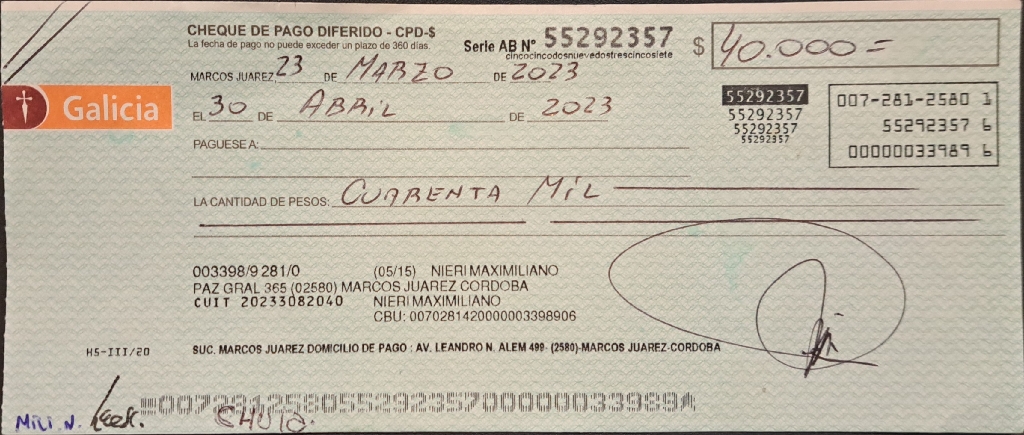 CHEQUE DE PAGO DIFERIDO - CPD-$
La fecha de pago no puede exceder un plazo de 360 días.
Serie AB Nº 55292357
cincocincodosnuevedostrescincosiete
$ 40.000=
MARCOS JUAREZ, 23 DE MARZO DE 2023
Galicia
EL 30 DE ABRIL DE 2023
55292357
55292357
55292357
55292357
007-281-2580 1
55292357 6
00000033989 6
PAGUESE A:
LA CANTIDAD DE PESOS: CUARENTA MIL
003398/9 281/0 (05/15) NIERI MAXIMILIANO
PAZ GRAL 365 (02580) MARCOS JUAREZ CORDOBA
CUIT 20233082040 NIERI MAXIMILIANO
CBU: 0070281420000003398906
HS-III/20
SUC. MARCOS JUAREZ DOMICILIO DE PAGO : AV. LEANDRO N. ALEM 499- (2580)-MARCOS JUAREZ-CORDOBA
00728125805529235700000033989